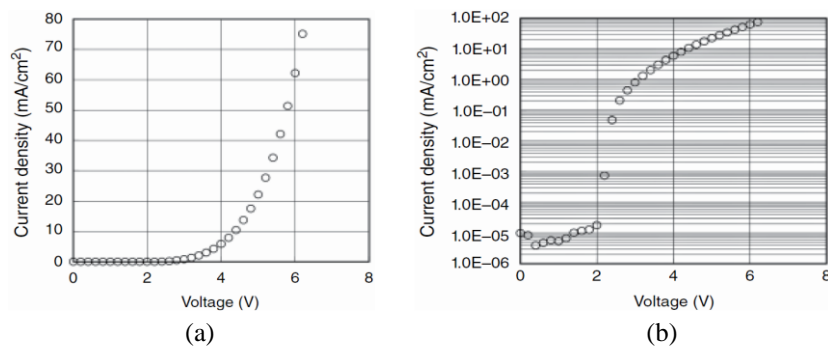 80
70
60
50
40
30
20
10
0
Current density (mA/cm²)
0 2 4 6 8
Voltage (V)
(a)
1.0E+02
1.0E+01
1.0E+00
1.0E−01
1.0E−02
1.0E−03
1.0E−04
1.0E−05
1.0E−06
Current density (mA/cm²)
0 2 4 6 8
Voltage (V)
(b)